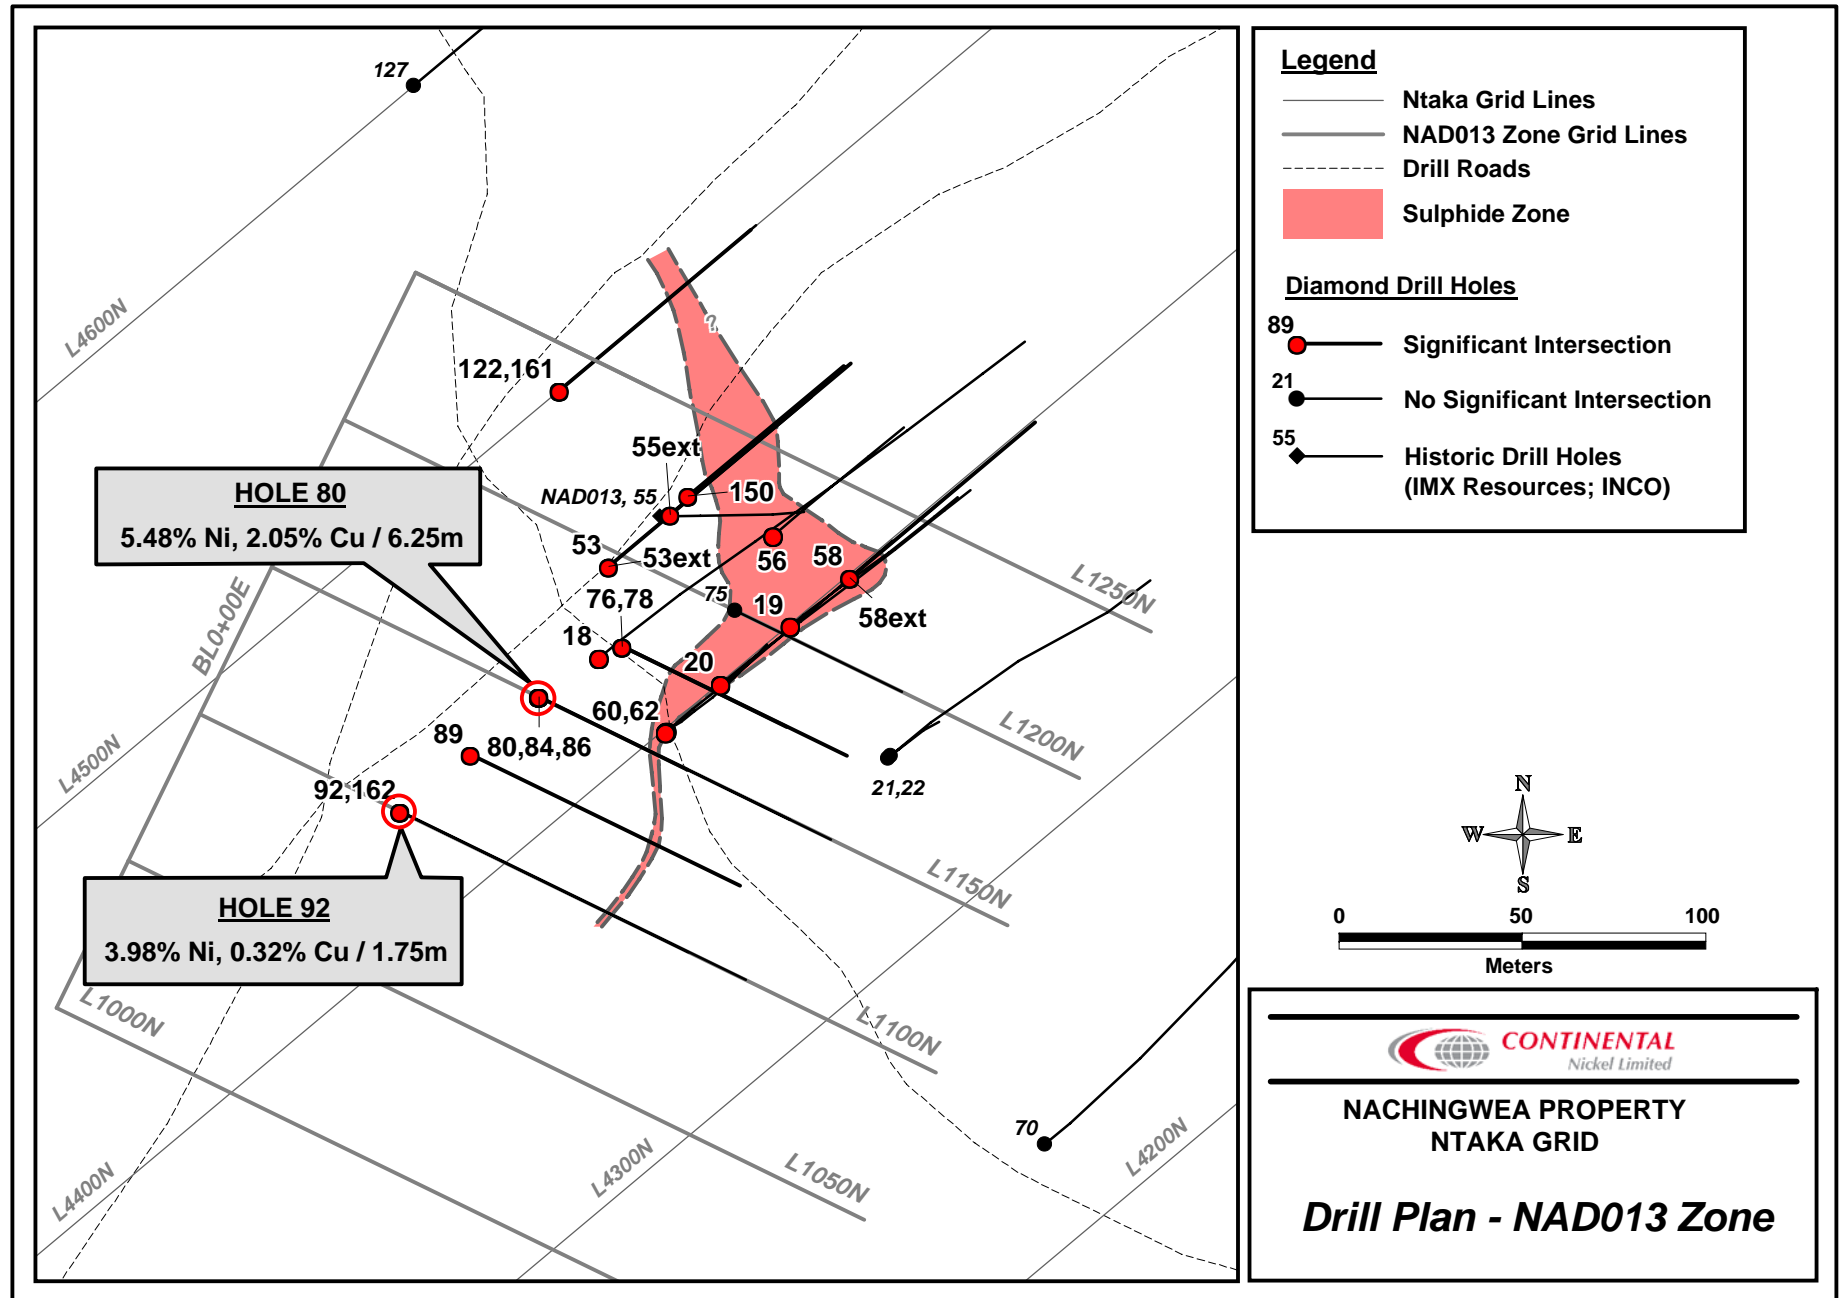 127
L4600N
122,161
?
55ext
NAD013, 55
150
HOLE 80
5.48% Ni, 2.05% Cu / 6.25m
53
53ext
56
58
BL0+00E
76,78
75
19
58ext
L1250N
18
20
60,62
L1200N
L4500N
89
80,84,86
21,22
92,162
HOLE 92
3.98% Ni, 0.32% Cu / 1.75m
L1150N
L1000N
L1100N
70
L4400N
L4300N
L1050N
L4200N
Legend
Ntaka Grid Lines
NAD013 Zone Grid Lines
Drill Roads
Sulphide Zone
Diamond Drill Holes
89
Significant Intersection
21
No Significant Intersection
55
Historic Drill Holes
(IMX Resources; INCO)
N
W
E
S
0 50 100
Meters
CONTINENTAL
Nickel Limited
NACHINGWEA PROPERTY
NTAKA GRID
Drill Plan - NAD013 Zone